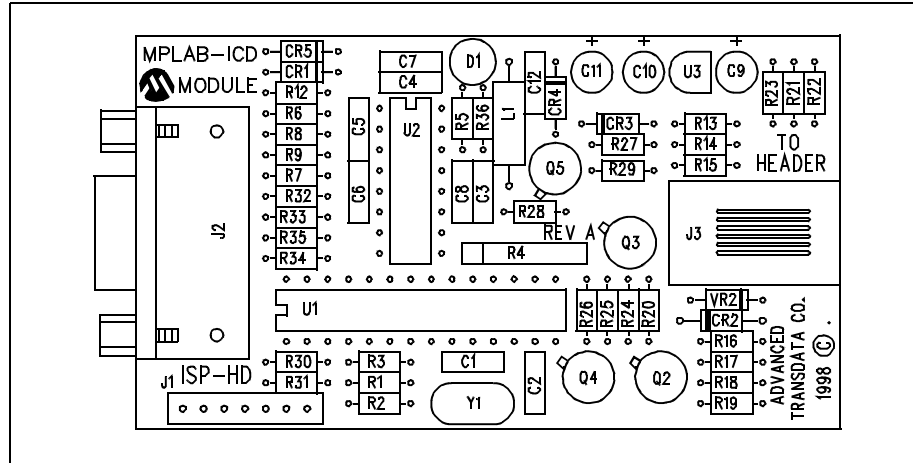 MPLAB-ICD
MODULE
CR5
CR1
R12
R6
R8
R9
R7
R32
R33
R35
R34
J2
C7
C4
D1
C5
C6
U2
R5
R36
L1
C12
CR4
C11
C10
U3
C9
R23
R21
R22
CR3
R27
R29
R13
R14
R15
TO
HEADER
C8
C3
Q5
R28
REV A
Q3
R4
J3
U1
R26
R25
R24
R20
VR2
CR2
R16
R17
R18
R19
ADVANCED
TRANSDATA CO.
1998 ©.
R30
R31
R3
R1
R2
C1
C2
Y1
Q4
Q2
J1
ISP-HD